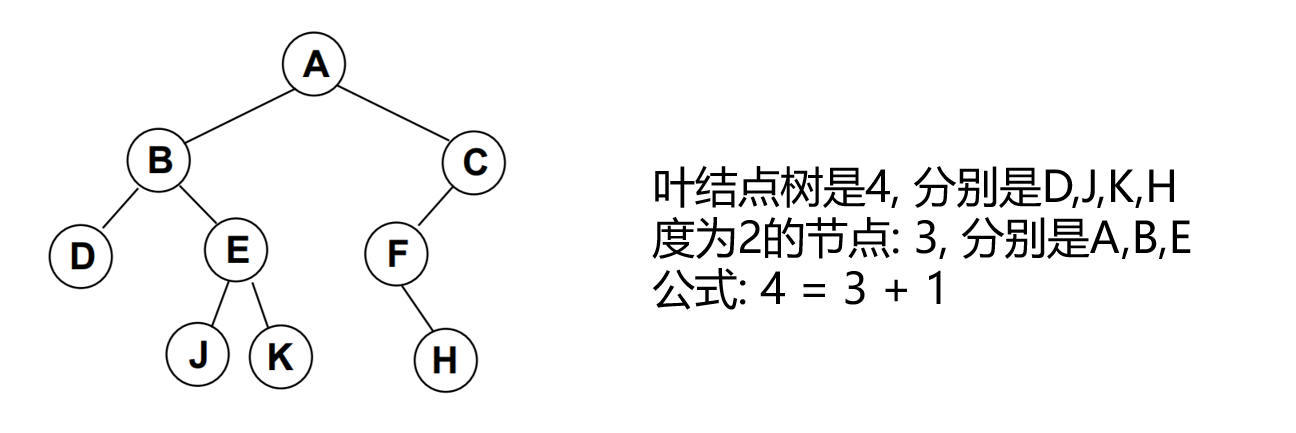 A
B
C
D
E
F
J
K
H
叶结点树是4, 分别是D,J,K,H
度为2的节点: 3, 分别是A,B,E
公式: 4 = 3 + 1